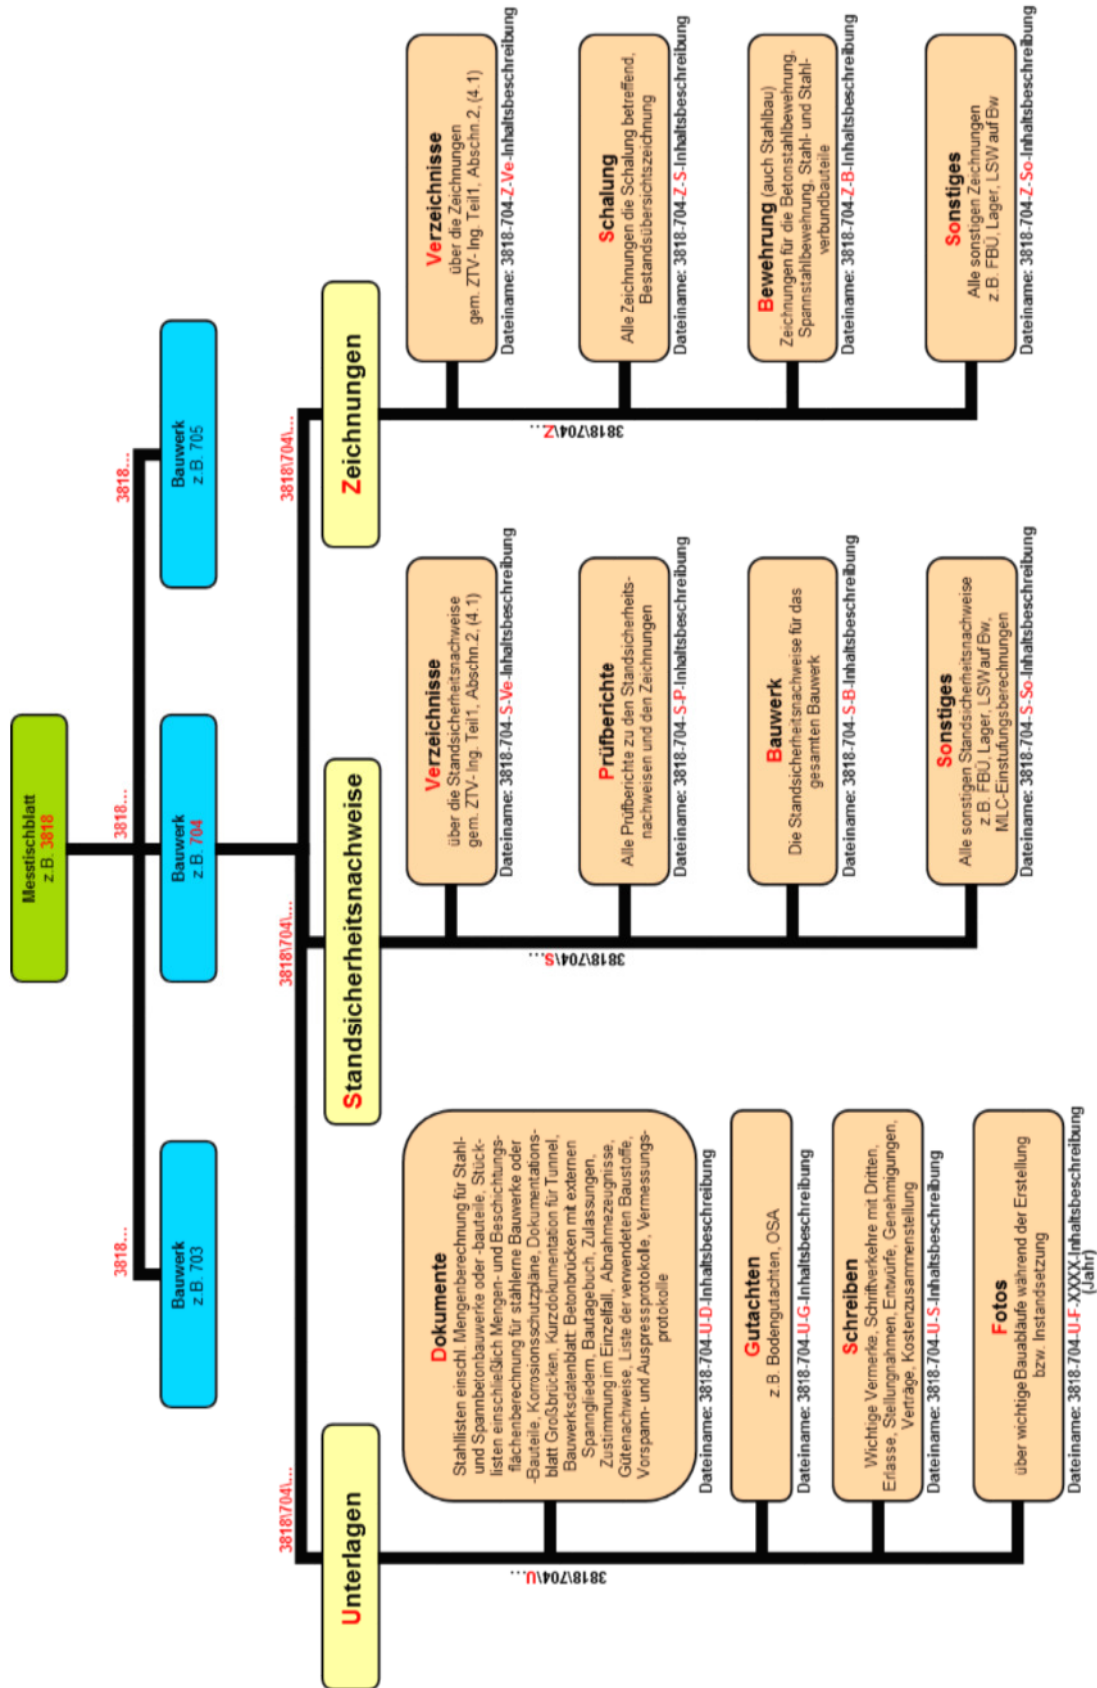 Messtischblatt
z.B. 3818
3818...
3818...
3818...
Bauwerk
z.B. 703
Bauwerk
z.B. 704
Bauwerk
z.B. 705
3818\704\...
3818\704\...
3818\704\...
Unterlagen
3818\704\U...
Dokumente
Stahllisten einschl. Mengenberechnung für Stahl-
und Spannbetonbauwerke oder -bauteile, Stück-
listen einschließlich Mengen- und Beschichtungs-
flächenberechnung für stählerne Bauwerke oder
-Bauteile, Korrosionsschutzpläne, Dokumentations-
blatt Großbrücken, Kurzdokumentation für Tunnel,
Bauwerksdatenblatt: Betonbrücken mit externen
Spanngliedern, Bautagebuch, Zulassungen,
Zustimmung im Einzelfall, Abnahmezeugnisse,
Gütenachweise, Liste der verwendeten Baustoffe,
Vorspann- und Auspressprotokolle, Vermessungs-
protokolle
Dateiname: 3818-704-U-D-Inhaltsbeschreibung
Gutachten
z.B. Bodengutachten, OSA
Dateiname: 3818-704-U-G-Inhaltsbeschreibung
Schreiben
Wichtige Vermerke, Schriftverkehre mit Dritten,
Erlasse, Stellungnahmen, Entwürfe, Genehmigungen,
Verträge, Kostenzusammenstellung
Dateiname: 3818-704-U-S-Inhaltsbeschreibung
Fotos
über wichtige Bauabläufe während der Erstellung
bzw. Instandsetzung
Dateiname: 3818-704-U-F-XXXX-Inhaltsbeschreibung
(Jahr)
Standsicherheitsnachweise
3818\704\S...
Verzeichnisse
über die Standsicherheitsnachweise
gem. ZTV- Ing. Teil1, Abschn.2, (4.1)
Dateiname: 3818-704-S-Ve-Inhaltsbeschreibung
Prüfberichte
Alle Prüfberichte zu den Standsicherheits-
nachweisen und den Zeichnungen
Dateiname: 3818-704-S-P-Inhaltsbeschreibung
Bauwerk
Die Standsicherheitsnachweise für das
gesamten Bauwerk
Dateiname: 3818-704-S-B-Inhaltsbeschreibung
Sonstiges
Alle sonstigen Standsicherheitsnachweise
z.B. FBÜ, Lager, LSW auf Bw,
MLC-Einstufungsberechnungen
Dateiname: 3818-704-S-So-Inhaltsbeschreibung
Zeichnungen
3818\704\Z...
Verzeichnisse
über die Zeichnungen
gem. ZTV- Ing. Teil1, Abschn.2, (4.1)
Dateiname: 3818-704-Z-Ve-Inhaltsbeschreibung
Schalung
Alle Zeichnungen die Schalung betreffend,
Bestandsübersichtszeichnung
Dateiname: 3818-704-Z-S-Inhaltsbeschreibung
Bewehrung (auch Stahlbau)
Zeichnungen für die Betonstahlbewehrung,
Spannstahlbewehrung, Stahl- und Stahl-
verbundbauteile
Dateiname: 3818-704-Z-B-Inhaltsbeschreibung
Sonstiges
Alle sonstigen Zeichnungen
z.B. FBÜ, Lager, LSW auf Bw
Dateiname: 3818-704-Z-So-Inhaltsbeschreibung